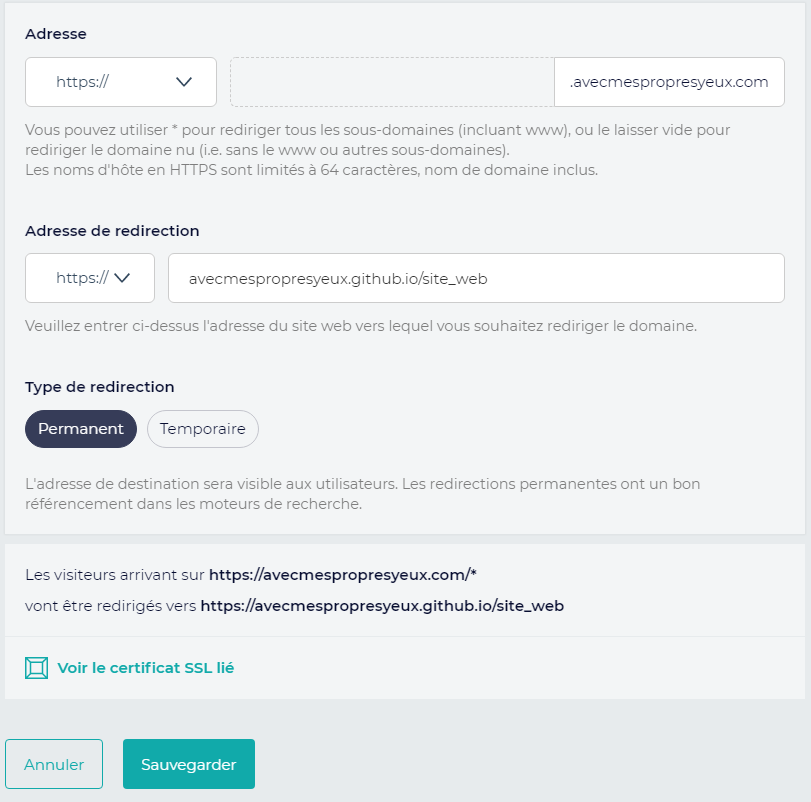 Adresse
https://
.avecmespropresyeux.com
Vous pouvez utiliser * pour rediriger tous les sous-domaines (incluant www), ou le laisser vide pour
rediriger le domaine nu (i.e. sans le www ou autres sous-domaines).
Les noms d'hôte en HTTPS sont limités à 64 caractères, nom de domaine inclus.
Adresse de redirection
https://
avecmespropresyeux.github.io/site_web
Veuillez entrer ci-dessus l'adresse du site web vers lequel vous souhaitez rediriger le domaine.
Type de redirection
Permanent
Temporaire
L'adresse de destination sera visible aux utilisateurs. Les redirections permanentes ont un bon
référencement dans les moteurs de recherche.
Les visiteurs arrivant sur https://avecmespropresyeux.com/*
vont être redirigés vers https://avecmespropresyeux.github.io/site_web
Voir le certificat SSL lié
Annuler
Sauvegarder